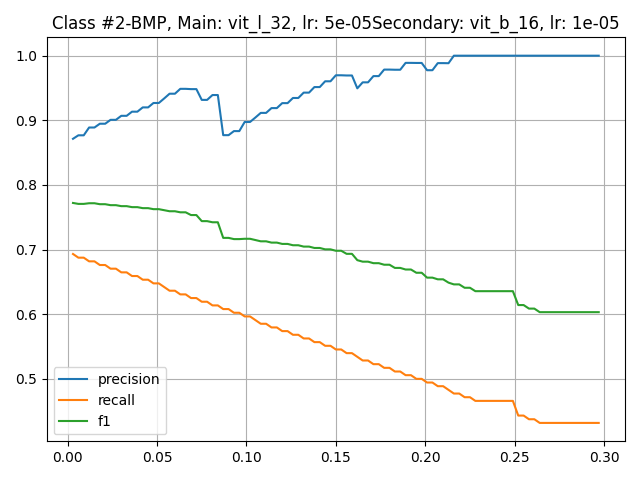 Class #2-BMP, Main: vit_l_32, lr: 5e-05Secondary: vit_b_16, lr: 1e-05
1.0
0.9
0.8
0.7
0.6
0.5
precision
recall
f1
0.00 0.05 0.10 0.15 0.20 0.25 0.30